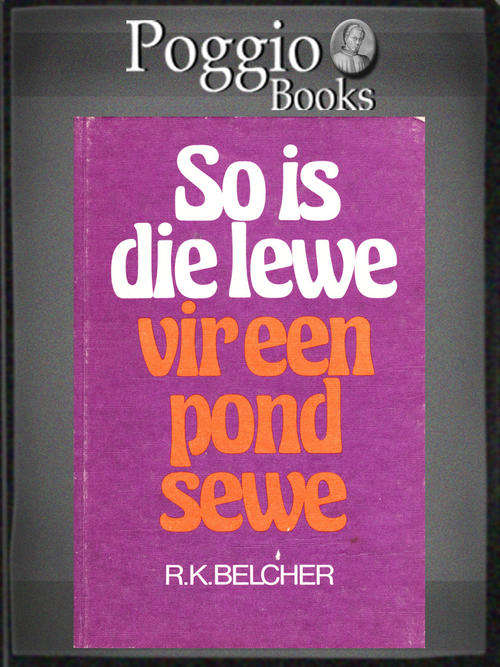 Poggio
Books
So is
die lewe
vir een
pond
sewe
R.K.BELCHER